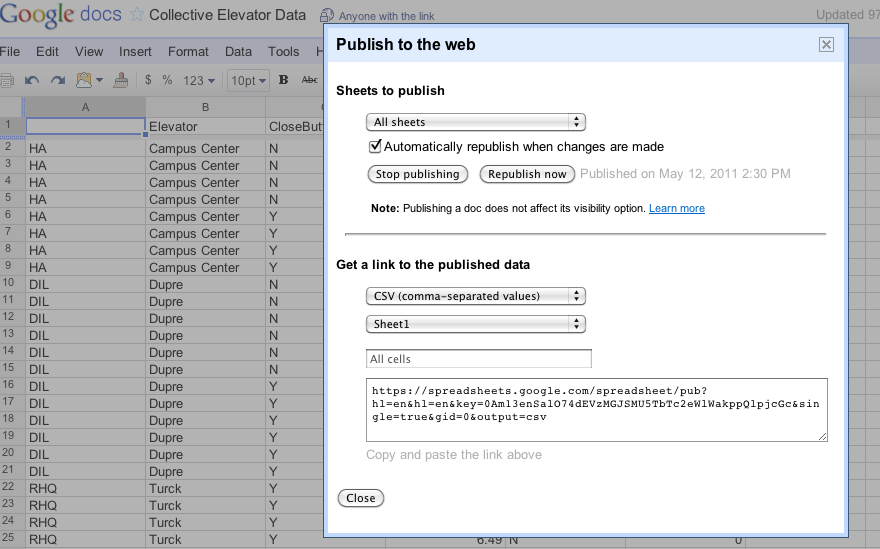 Google docs Collective Elevator Data Anyone with the link Updated 97
File Edit View Insert Format Data Tools H
$ % 123 10pt B Abc
A B
1 Elevator CloseButt
2 HA Campus Center N
3 HA Campus Center N
4 HA Campus Center N
5 HA Campus Center N
6 HA Campus Center Y
7 HA Campus Center Y
8 HA Campus Center Y
9 HA Campus Center Y
10 DIL Dupre N
11 DIL Dupre N
12 DIL Dupre N
13 DIL Dupre N
14 DIL Dupre N
15 DIL Dupre N
16 DIL Dupre Y
17 DIL Dupre Y
18 DIL Dupre Y
19 DIL Dupre Y
20 DIL Dupre Y
21 DIL Dupre Y
22 RHQ Turck Y
23 RHQ Turck Y
24 RHQ Turck Y
25 RHQ Turck Y 6.49 N 0
Publish to the web
Sheets to publish
All sheets
Automatically republish when changes are made
Stop publishing Republish now Published on May 12, 2011 2:30 PM
Note: Publishing a doc does not affect its visibility option. Learn more
Get a link to the published data
CSV (comma-separated values)
Sheet1
All cells
https://spreadsheets.google.com/spreadsheet/pub?
hl=en&hl=en&key=0Aml3enSalO74dEVzMGJSMU5TbTc2eWlWakppQlpjcGc&sin
gle=true&gid=0&output=csv
Copy and paste the link above
Close